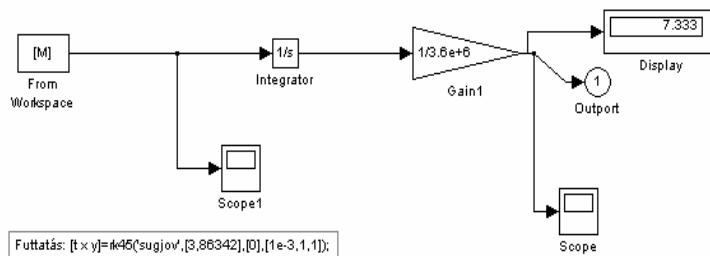 [M]
From
Workspace
1/s
Integrator
1/3.6e+6
Gain1
7.333
Display
1
Outport
Scope1
Scope
Futtatás: [t x y]=rk45('sugjov',[3,86342],[0],[1e-3,1,1]);